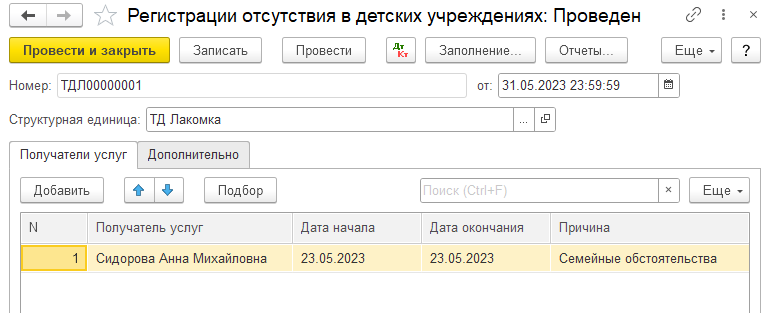 Регистрации отсутствия в детских учреждениях: Проведен
Провести и закрыть Записать Провести Дт Кт Заполнение... Отчеты... Еще ?
Номер: ТДЛ00000001 от: 31.05.2023 23:59:59
Структурная единица: ТД Лакомка ...
Получатели услуг Дополнительно
Добавить Подбор Поиск (Ctrl+F) × Еще
N Получатель услуг Дата начала Дата окончания Причина
1 Сидорова Анна Михайловна 23.05.2023 23.05.2023 Семейные обстоятельства